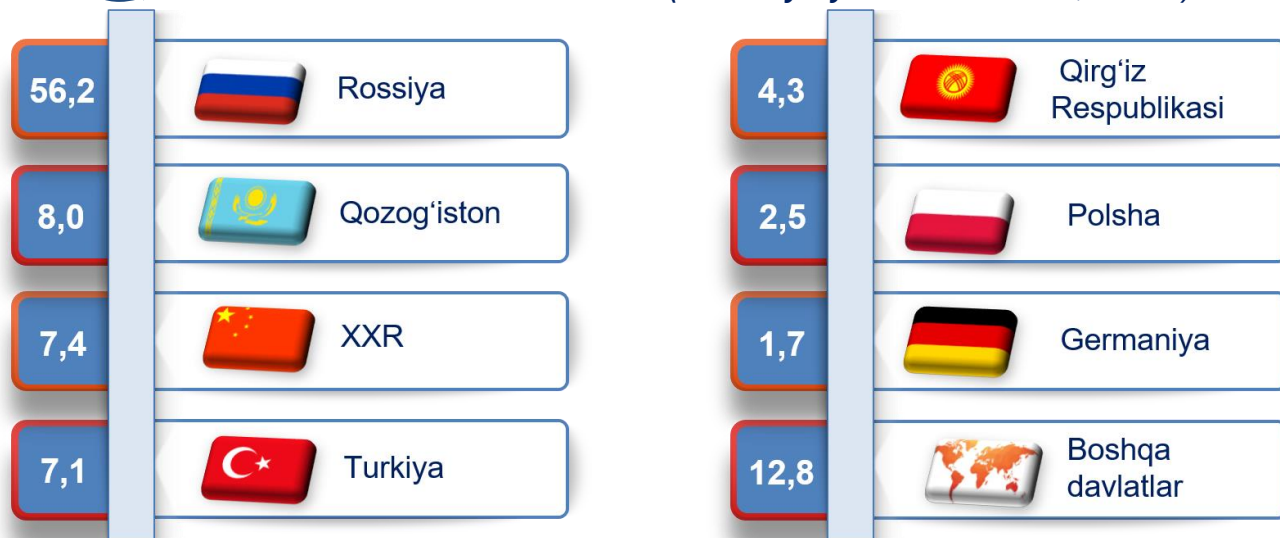 56,2
Rossiya
8,0
Qozog‘iston
7,4
XXR
7,1
Turkiya
4,3
Qirg‘iz
Respublikasi
2,5
Polsha
1,7
Germaniya
12,8
Boshqa
davlatlar